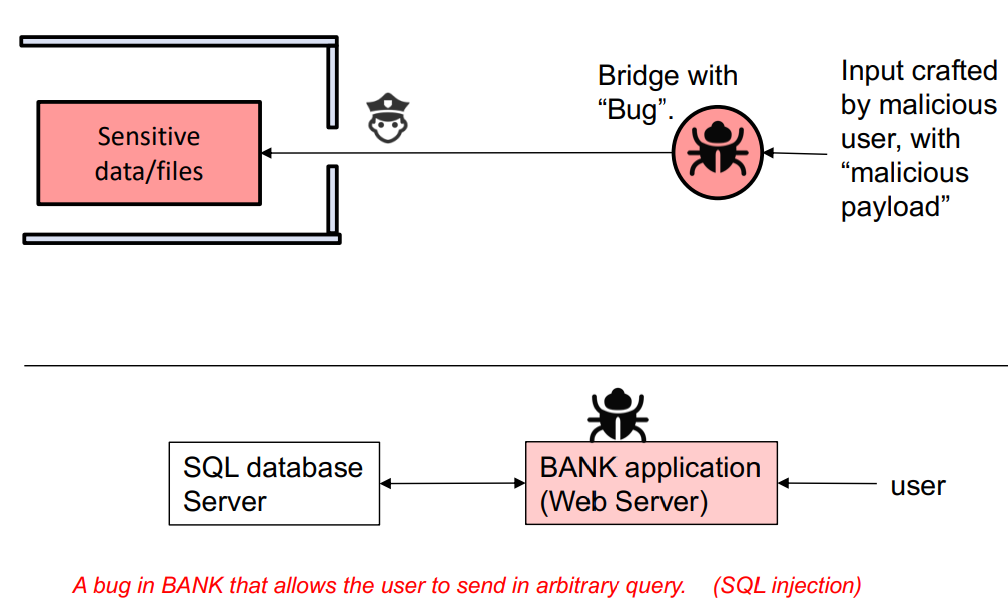 Sensitive
data/files
Bridge with
“Bug”.
Input crafted
by malicious
user, with
“malicious
payload”
SQL database
Server
BANK application
(Web Server)
user
A bug in BANK that allows the user to send in arbitrary query. (SQL injection)